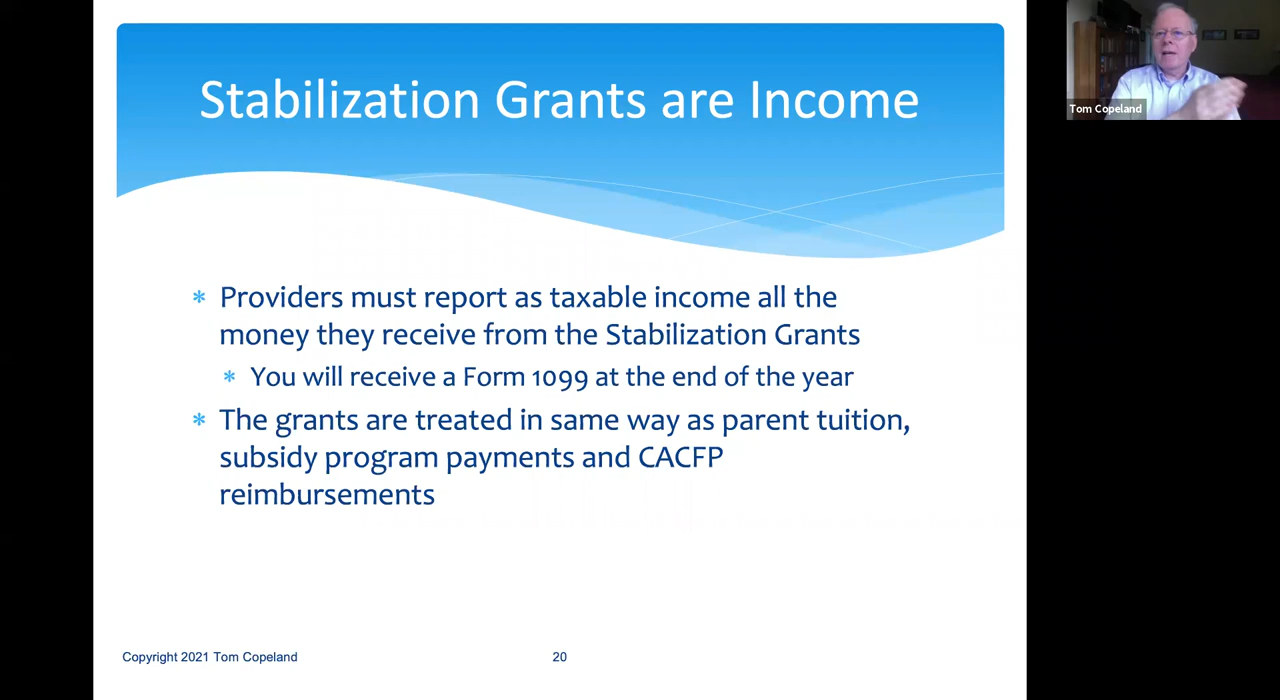 Stabilization Grants are Income
Tom Copeland
* Providers must report as taxable income all the
money they receive from the Stabilization Grants
* You will receive a Form 1099 at the end of the year
* The grants are treated in same way as parent tuition,
subsidy program payments and CACFP
reimbursements
Copyright 2021 Tom Copeland
20